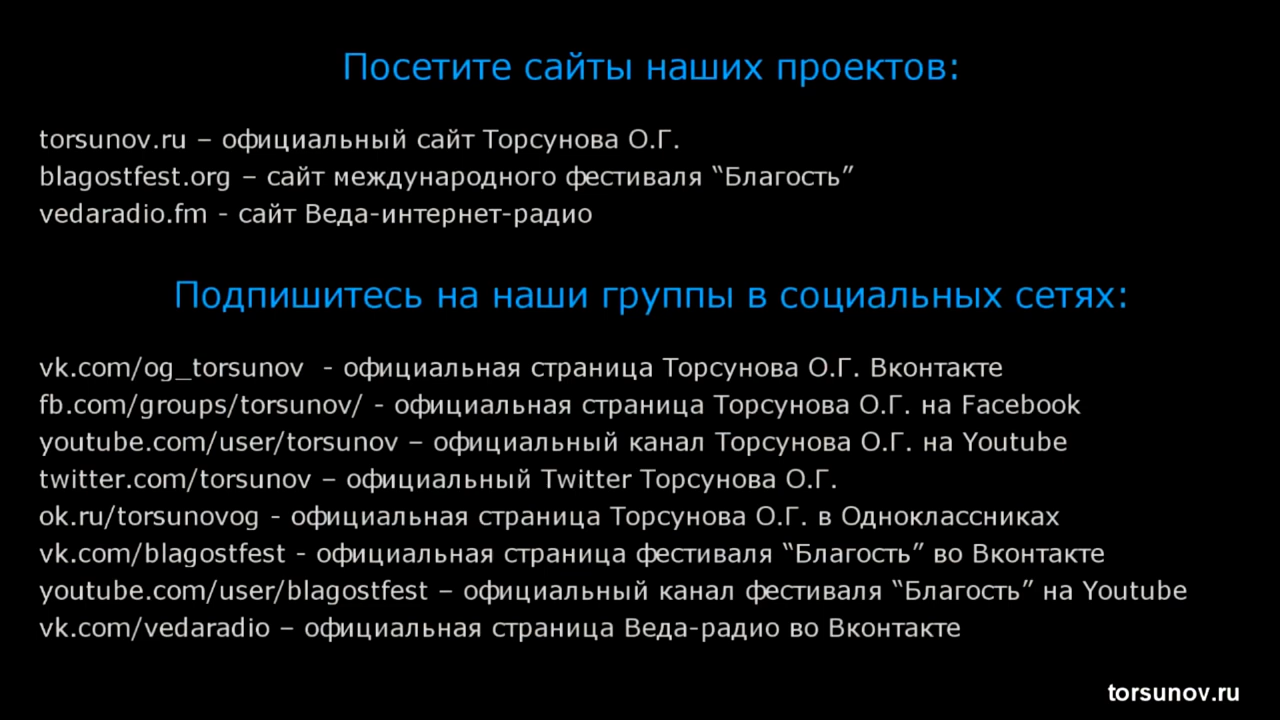 Посетите сайты наших проектов:
torsunov.ru – официальный сайт Торсунова О.Г.
blagostfest.org – сайт международного фестиваля “Благость”
vedaradio.fm - сайт Веда-интернет-радио
Подпишитесь на наши группы в социальных сетях:
vk.com/og_torsunov  - официальная страница Торсунова О.Г. Вконтакте
fb.com/groups/torsunov/ - официальная страница Торсунова О.Г. на Facebook
youtube.com/user/torsunov – официальный канал Торсунова О.Г. на Youtube
twitter.com/torsunov – официальный Twitter Торсунова О.Г.
ok.ru/torsunovog - официальная страница Торсунова О.Г. в Одноклассниках
vk.com/blagostfest - официальная страница фестиваля “Благость” во Вконтакте
youtube.com/user/blagostfest – официальный канал фестиваля “Благость” на Youtube
vk.com/vedaradio – официальная страница Веда-радио во Вконтакте
torsunov.ru